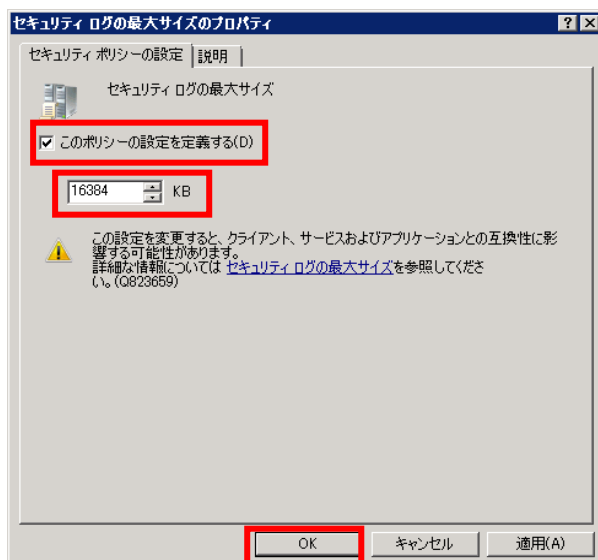 セキュリティ ログの最大サイズのプロパティ
セキュリティ ポリシーの設定
説明
セキュリティ ログの最大サイズ
このポリシーの設定を定義する(D)
16384
KB
この設定を変更すると、クライアント、サービスおよびアプリケーションとの互換性に影
響する可能性があります。
詳細な情報については セキュリティ ログの最大サイズを参照してくださ
い。(Q823659)
OK
キャンセル
適用(A)